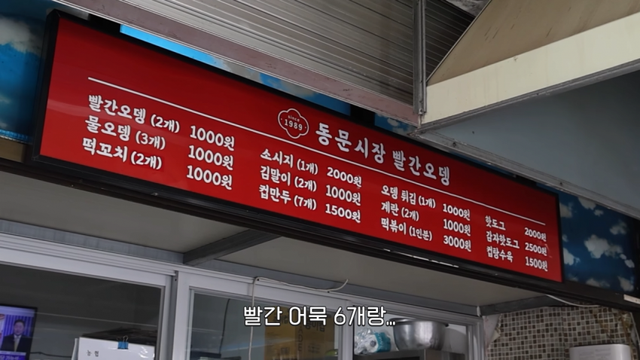 SINCE
1989
동문시장 빨간오뎅
빨간오뎅 (2개) 1000원
물오뎅 (3개) 1000원
떡꼬치 (2개) 1000원
소시지 (1개) 2000원
김말이 (2개) 1000원
컵만두 (7개) 1500원
오뎅 튀김 (1개) 1000원
계란 (2개) 1000원
떡볶이 (1인분) 3000원
핫도그 2000원
감자핫도그 2500원
컵탕수육 1500원
빨간 어묵 6개랑...